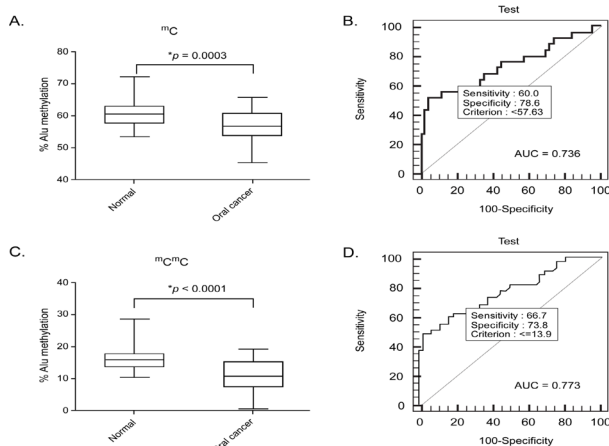 A.
ᵐC
*p = 0.0003
% Alu methylation
80
70
60
50
40
Normal
Oral cancer
B.
Test
Sensitivity
100
80
60
40
20
0
Sensitivity : 60.0
Specificity : 78.6
Criterion : <57.63
AUC = 0.736
0 20 40 60 80 100
100-Specificity
C.
ᵐCᵐC
*p < 0.0001
% Alu methylation
40
30
20
10
0
Normal
Oral cancer
D.
Test
Sensitivity
100
80
60
40
20
0
Sensitivity : 66.7
Specificity : 73.8
Criterion : <=13.9
AUC = 0.773
0 20 40 60 80 100
100-Specificity